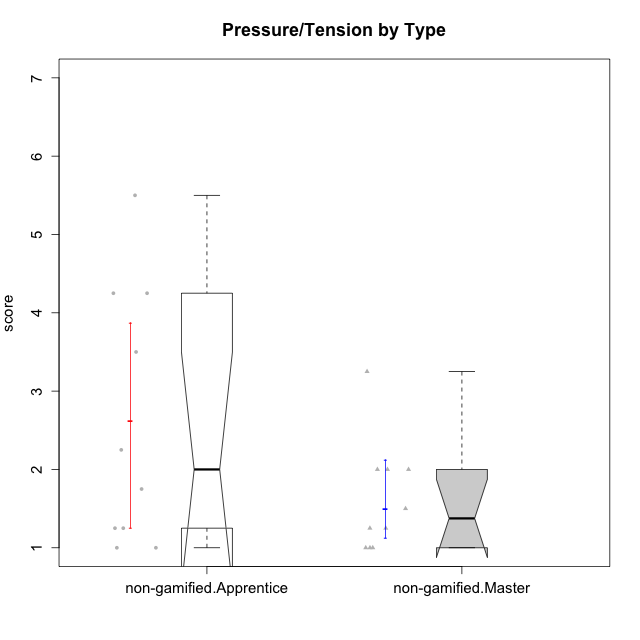 Pressure/Tension by Type
7
6
5
4
3
2
1
score
non-gamified.Apprentice
non-gamified.Master